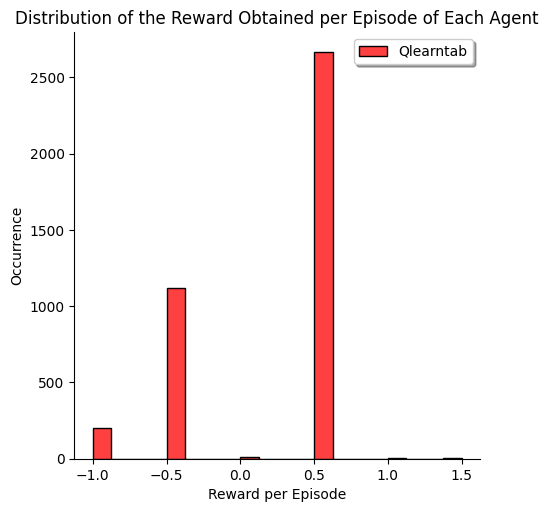 Distribution of the Reward Obtained per Episode of Each Agent
Qlearntab
2500
2000
1500
1000
500
0
Occurrence
−1.0 −0.5 0.0 0.5 1.0 1.5
Reward per Episode